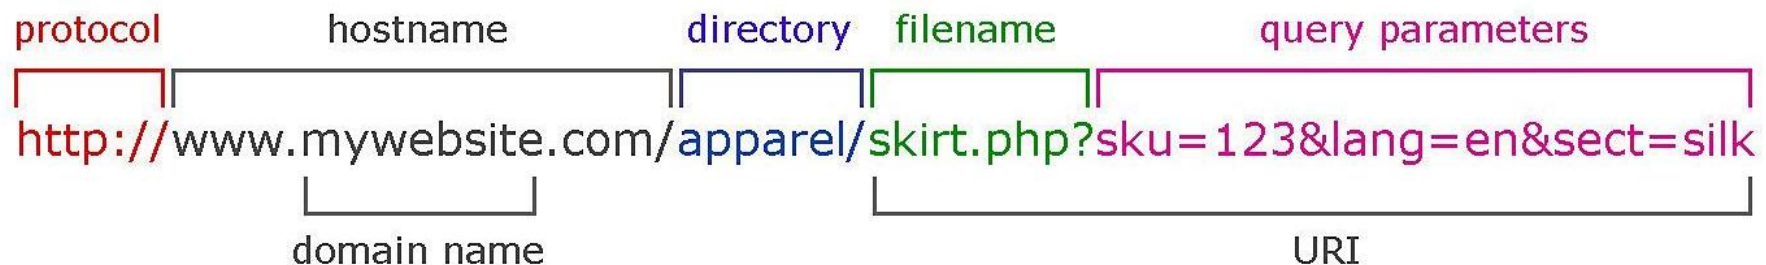 protocol hostname directory filename query parameters
http://www.mywebsite.com/apparel/skirt.php?sku=123&lang=en&sect=silk
domain name URI